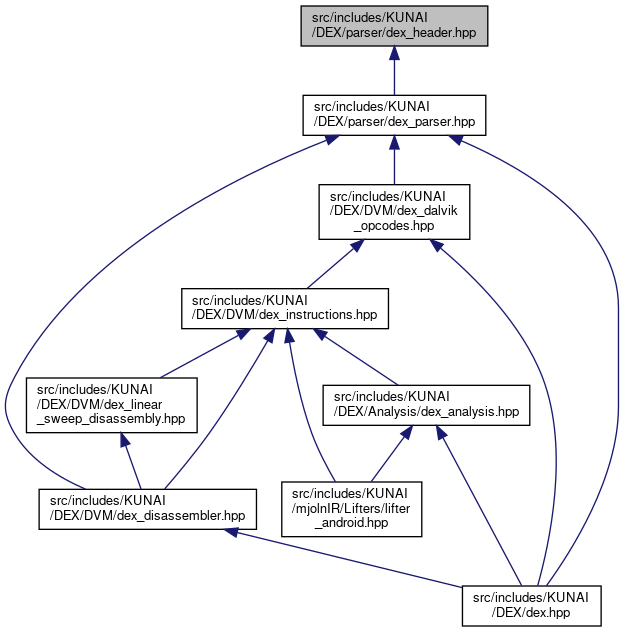 src/includes/KUNAI
/DEX/parser/dex_header.hpp
src/includes/KUNAI
/DEX/parser/dex_parser.hpp
src/includes/KUNAI
/DEX/DVM/dex_dalvik
_opcodes.hpp
src/includes/KUNAI
/DEX/DVM/dex_instructions.hpp
src/includes/KUNAI
/DEX/DVM/dex_linear
_sweep_disassembly.hpp
src/includes/KUNAI
/DEX/Analysis/dex_analysis.hpp
src/includes/KUNAI
/DEX/DVM/dex_disassembler.hpp
src/includes/KUNAI
/mjolnIR/Lifters/lifter
_android.hpp
src/includes/KUNAI
/DEX/dex.hpp